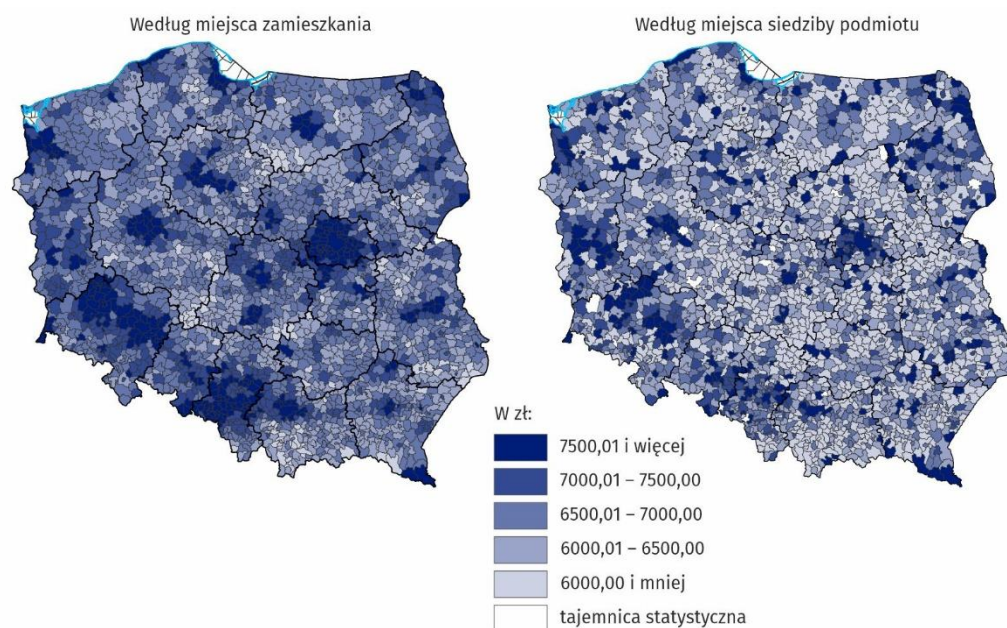 Według miejsca zamieszkania
Według miejsca siedziby podmiotu
W zł:
7500,01 i więcej
7000,01 – 7500,00
6500,01 – 7000,00
6000,01 – 6500,00
6000,00 i mniej
tajemnica statystyczna